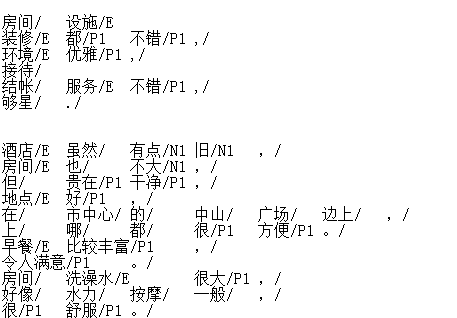 房间/ 设施/E
装修/E 都/P1 不错/P1 ,/
环境/E 优雅/P1 ,/
接待/
结帐/ 服务/E 不错/P1 ,/
够星/ ./
酒店/E 虽然/ 有点/N1 旧/N1 ，/
房间/E 也/ 不大/N1 ，/
但/ 贵在/P1 干净/P1 ，/
地点/E 好/P1 ，/
在/ 市中心/ 的/ 中山/ 广场/ 边上/ ，/
上/ 哪/ 都/ 很/P1 方便/P1 。/
早餐/E 比较丰富/P1 ，/
令人满意/P1 。/
房间/ 洗澡水/E 很大/P1 ，/
好像/ 水力/ 按摩/ 一般/ ，/
很/P1 舒服/P1 。/